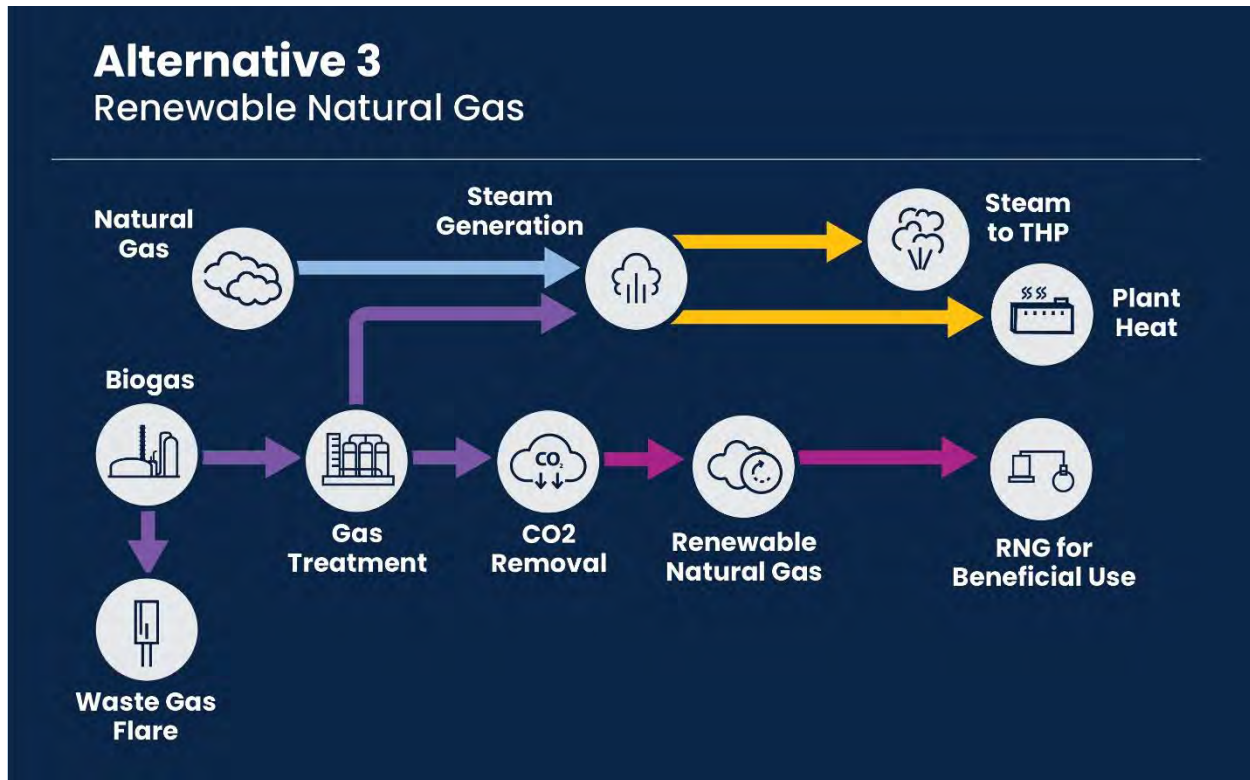 Alternative 3
Renewable Natural Gas
Natural
Gas
Steam
Generation
Steam
to THP
Plant
Heat
Biogas
Gas
Treatment
CO₂
CO2
Removal
Renewable
Natural Gas
RNG for
Beneficial Use
Waste Gas
Flare